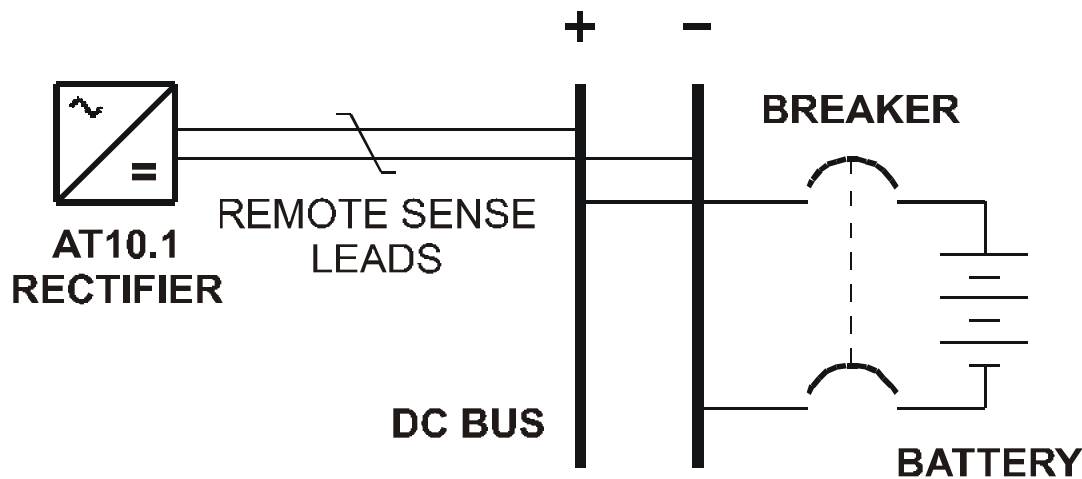 + −
BREAKER
REMOTE SENSE
LEADS
AT10.1
RECTIFIER
DC BUS
BATTERY